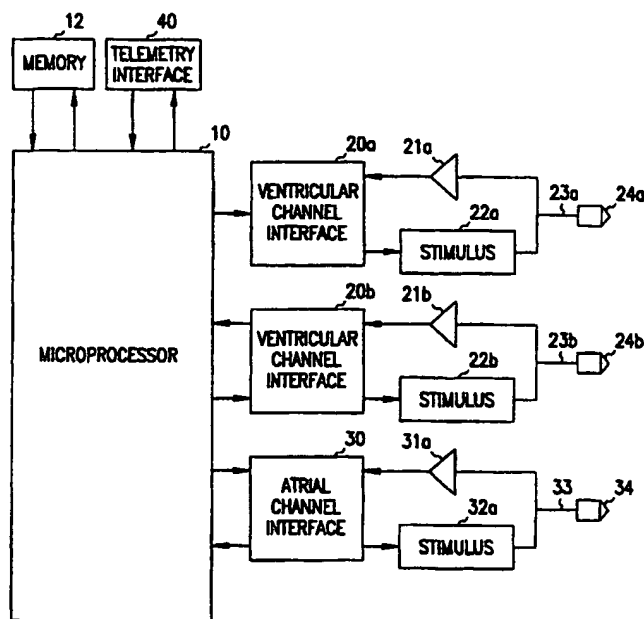 12
40
MEMORY
TELEMETRY
INTERFACE
10
MICROPROCESSOR
20a
VENTRICULAR
CHANNEL
INTERFACE
21a
22a
STIMULUS
23a
24a
20b
VENTRICULAR
CHANNEL
INTERFACE
21b
22b
STIMULUS
23b
24b
30
ATRIAL
CHANNEL
INTERFACE
31a
32a
STIMULUS
33
34